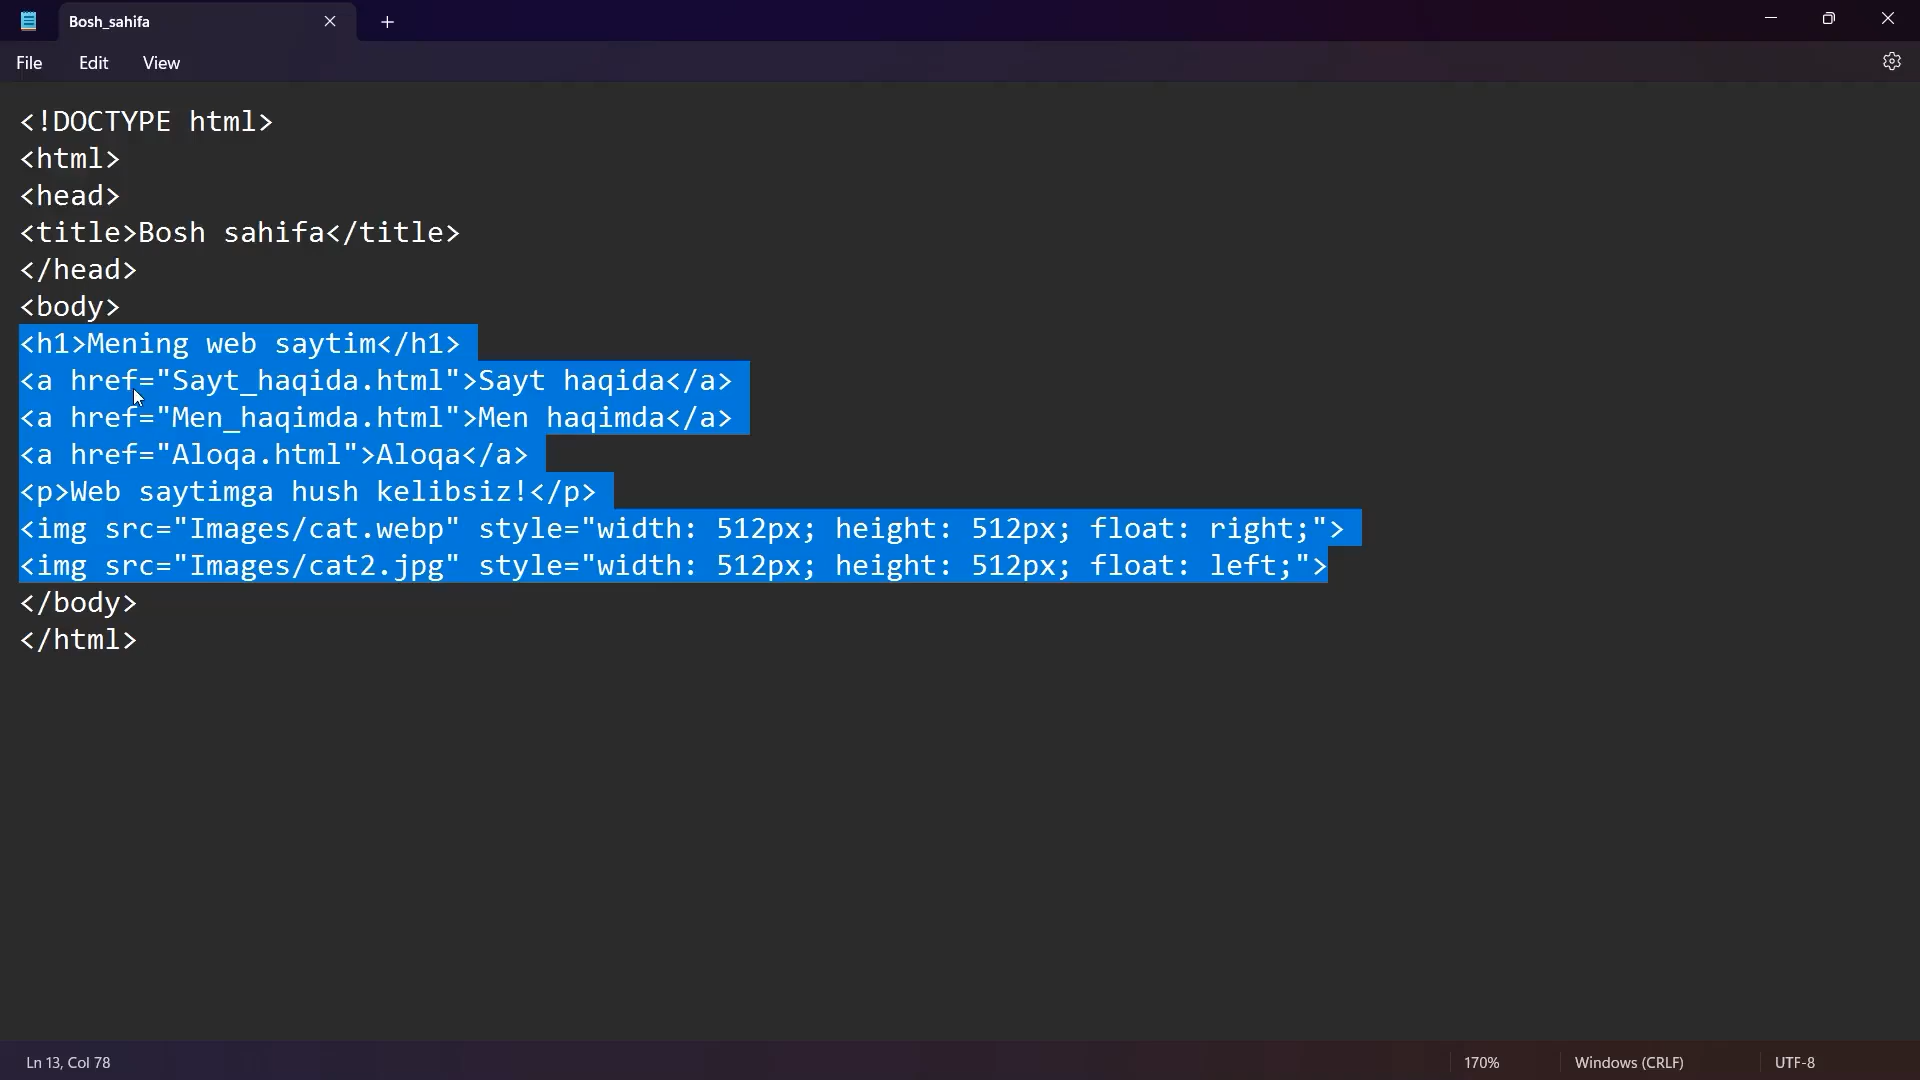 Bosh_sahifa
File Edit View
<!DOCTYPE html>
<html>
<head>
<title>Bosh sahifa</title>
</head>
<body>
<h1>Mening web saytim</h1>
<a href="Sayt_haqida.html">Sayt haqida</a>
<a href="Men_haqimda.html">Men haqimda</a>
<a href="Aloqa.html">Aloqa</a>
<p>Web saytimga hush kelibsiz!</p>
<img src="Images/cat.webp" style="width: 512px; height: 512px; float: right;">
<img src="Images/cat2.jpg" style="width: 512px; height: 512px; float: left;">
</body>
</html>
Ln 13, Col 78 170% Windows (CRLF) UTF-8